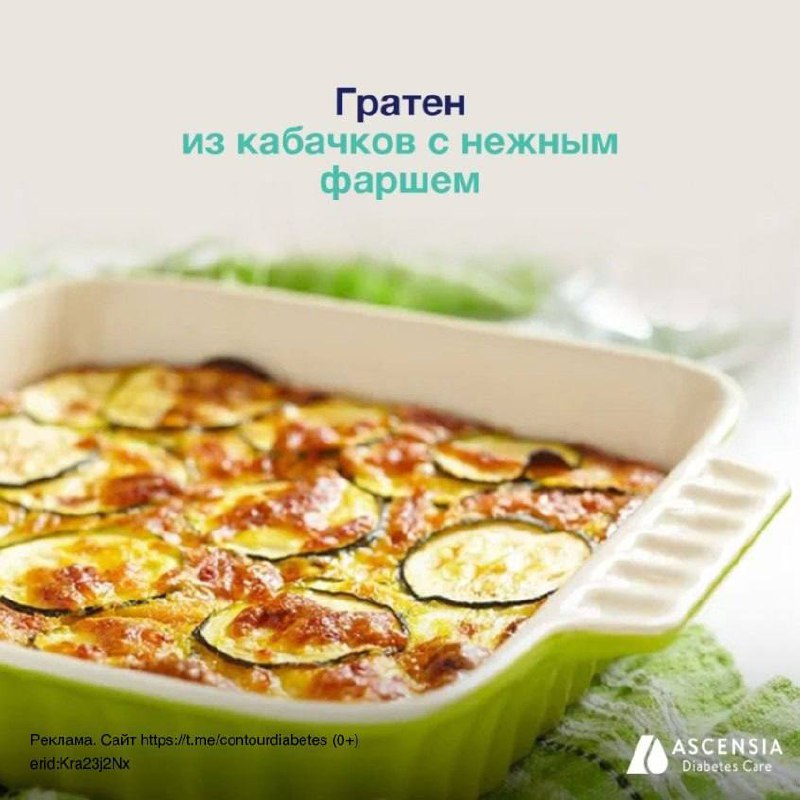 Гратен
из кабачков с нежным
фаршем
Реклама. Сайт https://t.me/contourdiabetes (0+)
erid:Kra23j2Nx
ASCENSIA
Diabetes Care